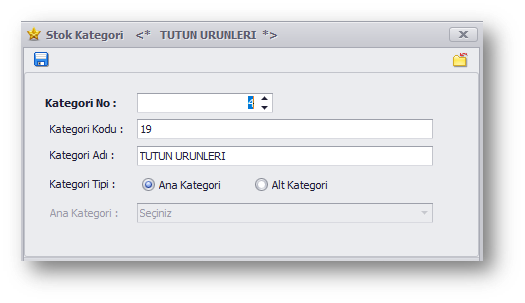 Stok Kategori <* TUTUN URUNLERI *>
Kategori No : 4
Kategori Kodu : 19
Kategori Adı : TUTUN URUNLERI
Kategori Tipi : Ana Kategori Alt Kategori
Ana Kategori : Seçiniz